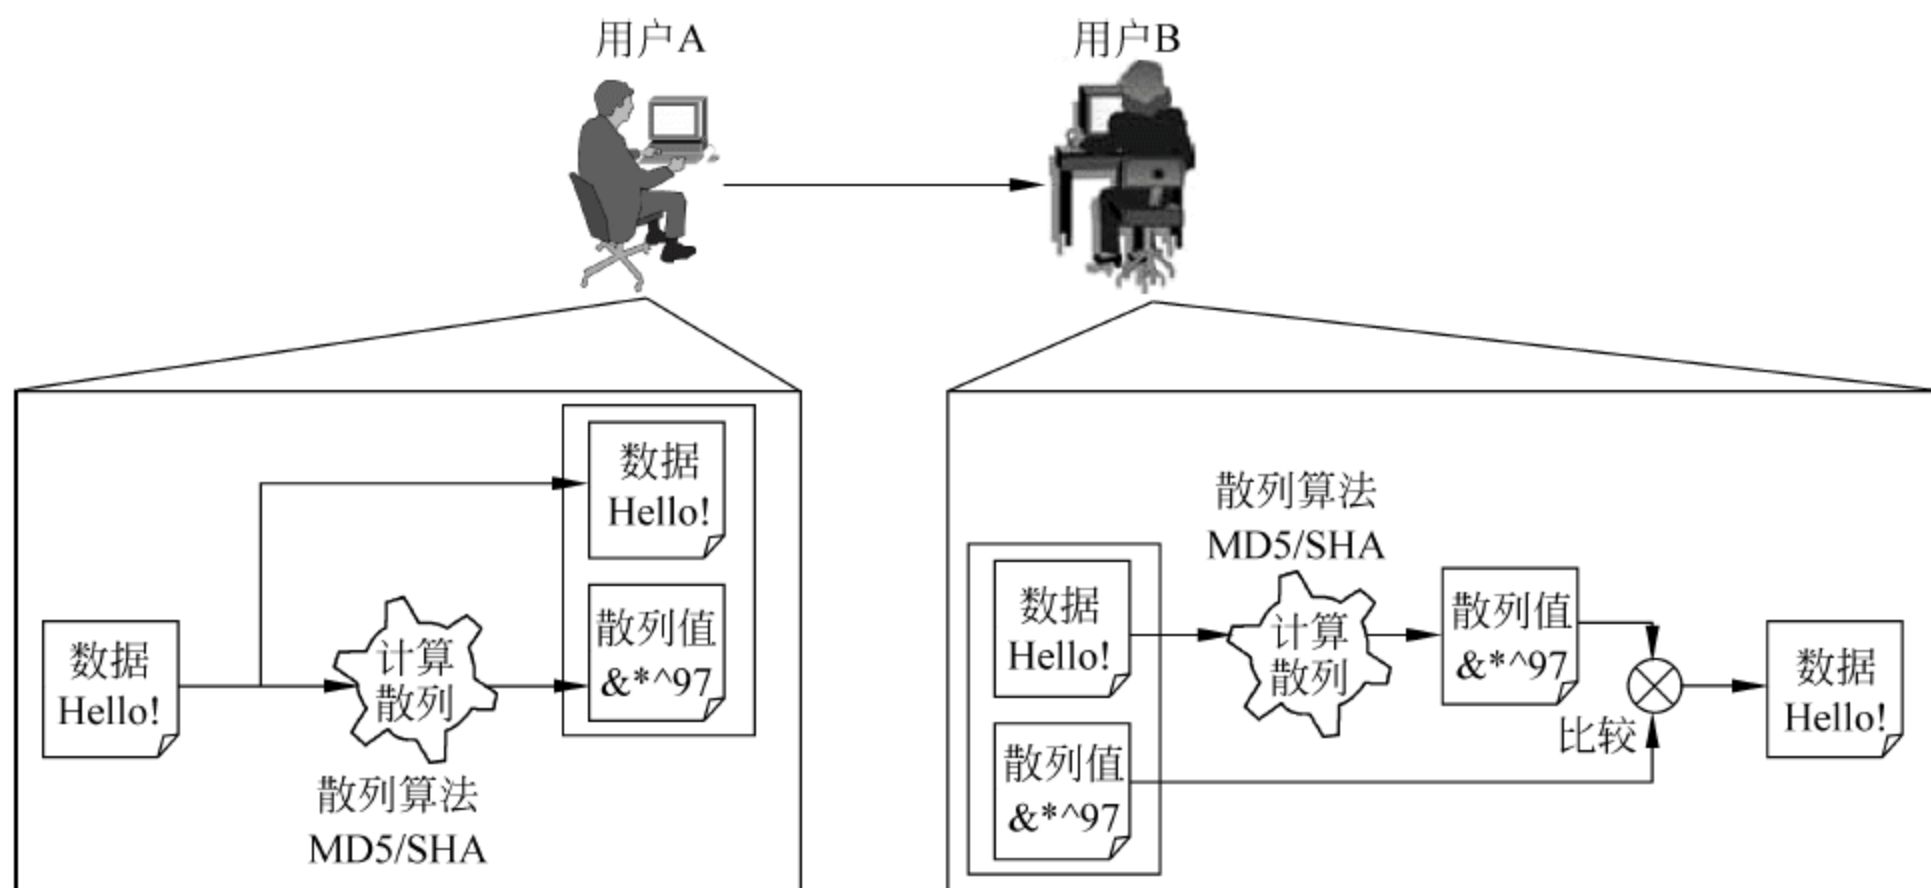 用户A
用户B
数据
Hello!
计算
散列
散列算法
MD5/SHA
数据
Hello!
散列值
&*^97
数据
Hello!
散列值
&*^97
散列算法
MD5/SHA
计算
散列
散列值
&*^97
比较
数据
Hello!